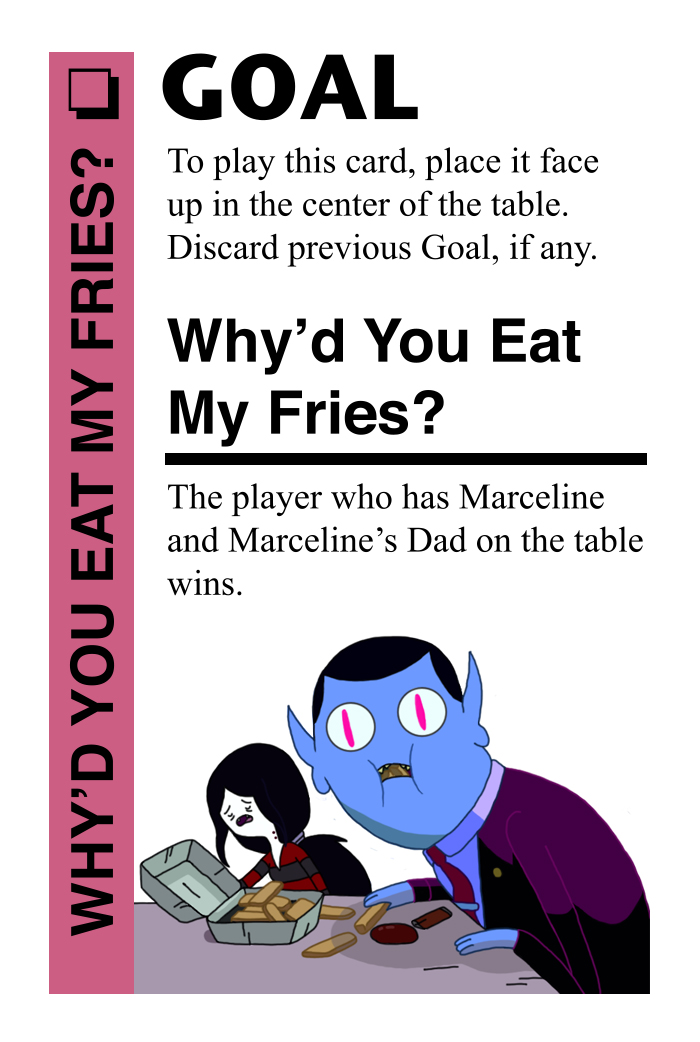 WHY’D YOU EAT MY FRIES?
GOAL
To play this card, place it face
up in the center of the table.
Discard previous Goal, if any.
Why’d You Eat
My Fries?
The player who has Marceline
and Marceline’s Dad on the table
wins.